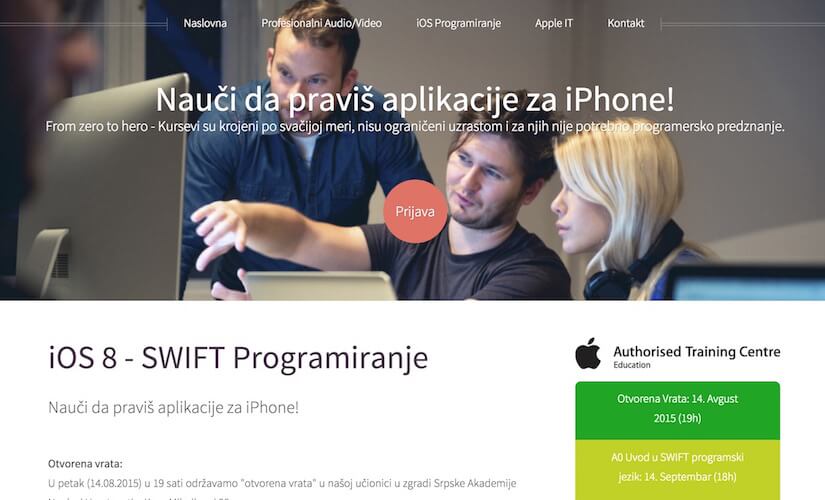 Naslovna Profesionalni Audio/Video iOS Programiranje Apple IT Kontakt
Nauči da praviš aplikacije za iPhone!
From zero to hero - Kursevi su krojeni po svačijoj meri, nisu ograničeni uzrastom i za njih nije potrebno programersko predznanje.
Prijava
iOS 8 - SWIFT Programiranje
Nauči da praviš aplikacije za iPhone!
Otvorena vrata:
U petak (14.08.2015) u 19 sati održavamo "otvorena vrata" u našoj učionici u zgradi Srpske Akademije
Authorised Training Centre
Education
Otvorena Vrata: 14. Avgust
2015 (19h)
A0 Uvod u SWIFT programski
jezik: 14. Septembar (18h)